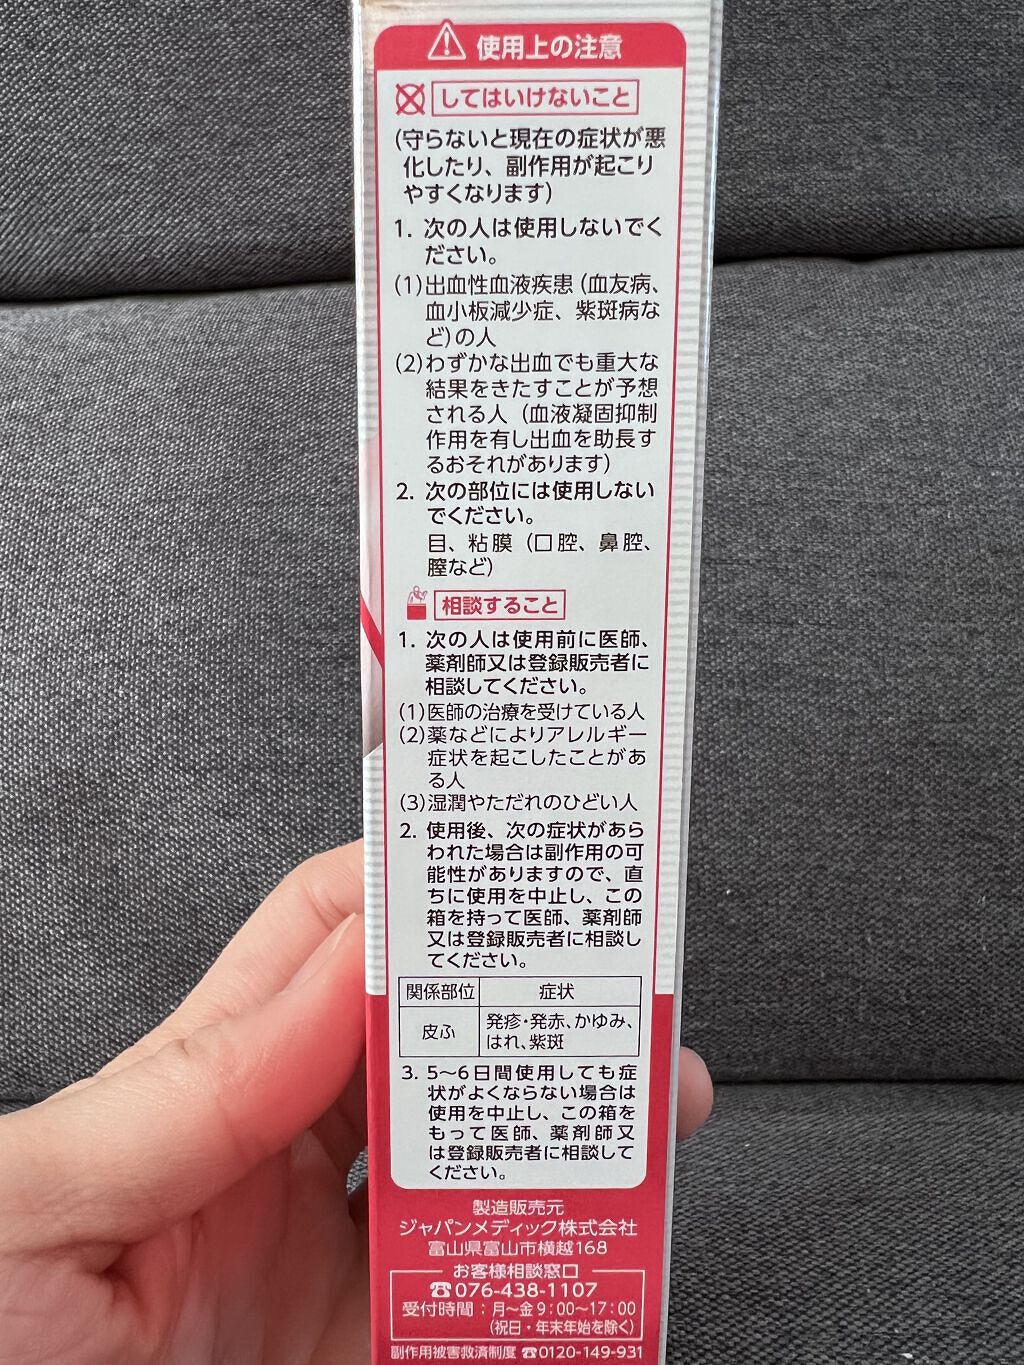 使用上の注意
してはいけないこと
(守らないと現在の症状が悪
化したり、副作用が起こり
やすくなります)
1. 次の人は使用しないでく
ださい。
(1)出血性血液疾患(血友病、
血小板減少症、紫斑病な
ど)の人
(2)わずかな出血でも重大な
結果をきたすことが予想
される人(血液凝固抑制
作用を有し出血を助長す
るおそれがあります)
2. 次の部位には使用しない
でください。
目、粘膜(口腔、鼻腔、
膣など)
相談すること
1. 次の人は使用前に医師、
薬剤師又は登録販売者に
相談してください。
(1)医師の治療を受けている人
(2)薬などによりアレルギー
症状を起こしたことがあ
る人
(3)湿潤やただれのひどい人
2. 使用後、次の症状があら
われた場合は副作用の可
能性がありますので、直
ちに使用を中止し、この
箱を持って医師、薬剤師
又は登録販売者に相談し
てください。
関係部位 症状
皮ふ 発疹・発赤、かゆみ、
はれ、紫斑
3. 5〜6日間使用しても症
状がよくならない場合は
使用を中止し、この箱を
もって医師、薬剤師又
は登録販売者に相談して
ください。
製造販売元
ジャパンメディック株式会社
富山県富山市横越168
お客様相談窓口
☎076-438-1107
受付時間：月〜金9：00〜17：00
(祝日・年末年始を除く)
副作用被害救済制度 ☎0120-149-931